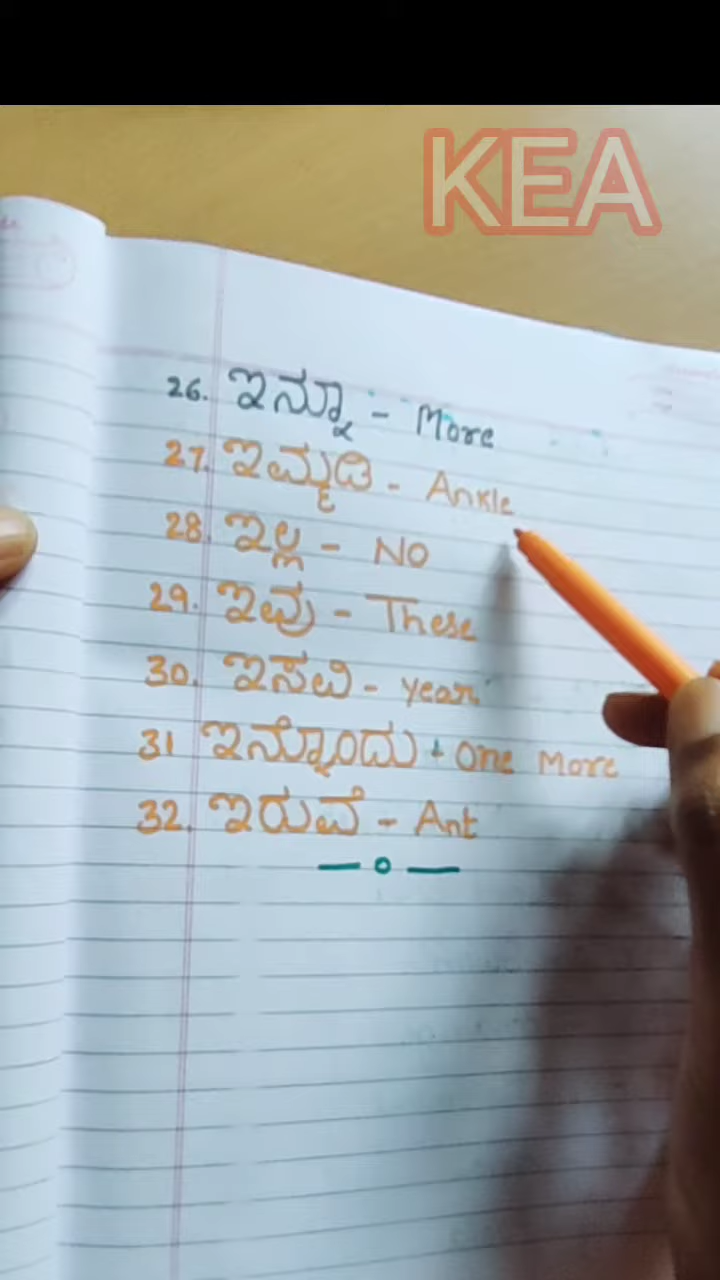 KEA
26. ಇನ್ನೂ - More
27. ಇಮ್ಮಡಿ - Ankle
28. ಇಲ್ಲ - NO
29. ಇವು - These
30. ಇಸವಿ - year
31 ಇನ್ನೊಂದು + One More
32. ಇರುವೆ - Ant